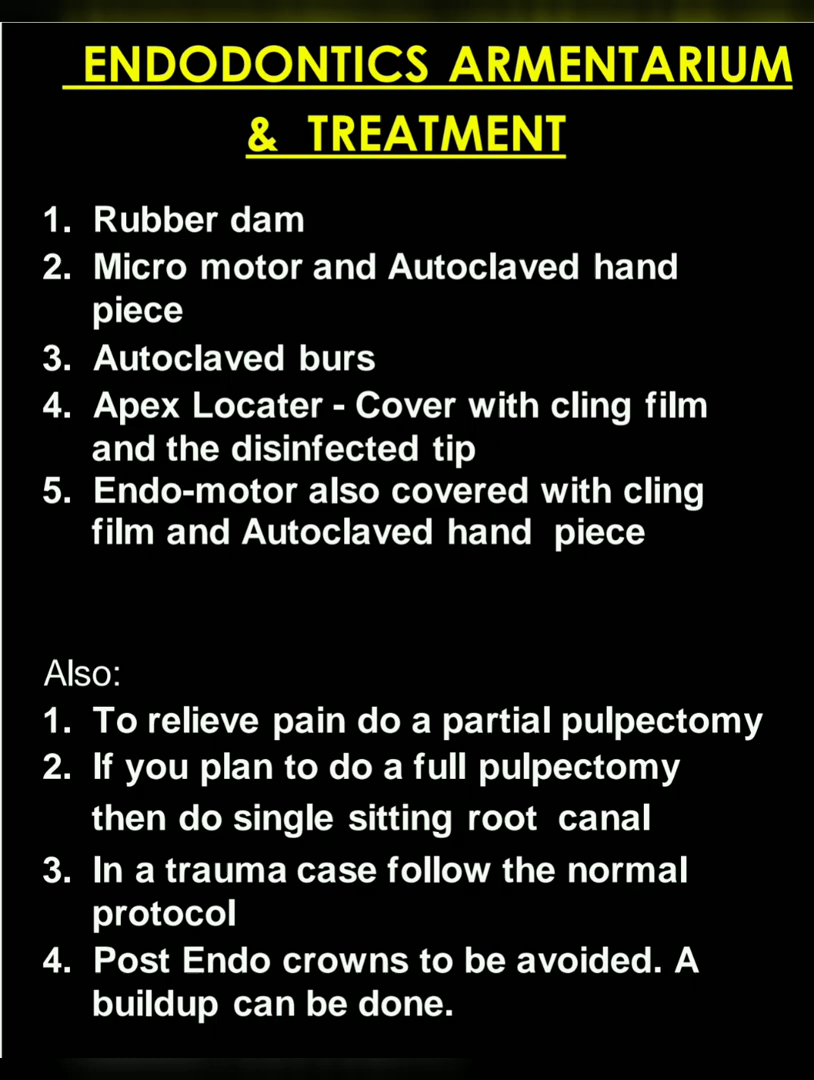 ENDODONTICS ARMENTARIUM
& TREATMENT
1. Rubber dam
2. Micro motor and Autoclaved hand
piece
3. Autoclaved burs
4. Apex Locater - Cover with cling film
and the disinfected tip
5. Endo-motor also covered with cling
film and Autoclaved hand piece
Also:
1. To relieve pain do a partial pulpectomy
2. If you plan to do a full pulpectomy
then do single sitting root canal
3. In a trauma case follow the normal
protocol
4. Post Endo crowns to be avoided. A
buildup can be done.